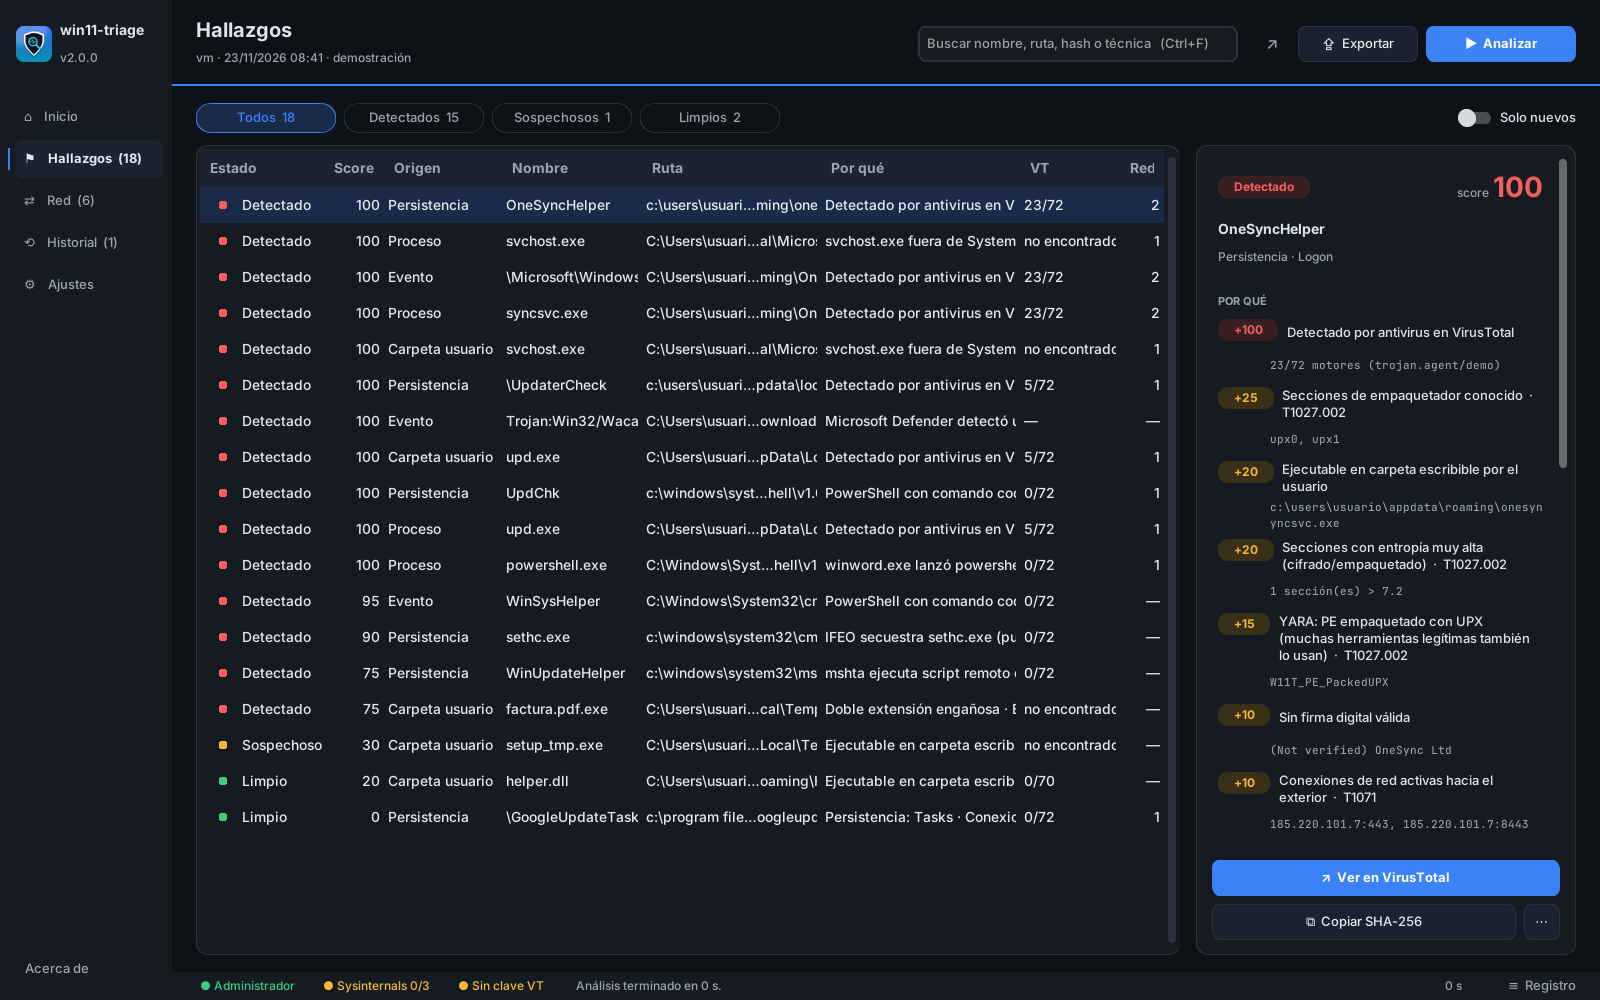 win11-triage
v2.0.0
Inicio
Hallazgos (18)
Red (6)
Historial (1)
Ajustes
Acerca de
Hallazgos
vm · 23/11/2026 08:41 · demostración
Buscar nombre, ruta, hash o técnica (Ctrl+F)
Exportar
Analizar
Todos 18
Detectados 15
Sospechosos 1
Limpios 2
Solo nuevos
Estado Score Origen Nombre Ruta Por qué VT Red
Detectado 100 Persistencia OneSyncHelper c:\users\usuari...ming\one Detectado por antivirus en V 23/72 2
Detectado 100 Proceso svchost.exe C:\Users\usuari...al\Micros svchost.exe fuera de System no encontrado 1
Detectado 100 Evento \Microsoft\Windows C:\Users\usuari...ming\On Detectado por antivirus en V 23/72 2
Detectado 100 Proceso syncsvc.exe C:\Users\usuari...ming\On Detectado por antivirus en V 23/72 2
Detectado 100 Carpeta usuario svchost.exe C:\Users\usuari...al\Micros svchost.exe fuera de System no encontrado 1
Detectado 100 Persistencia \UpdaterCheck c:\users\usuari...pdata\loc Detectado por antivirus en V 5/72 1
Detectado 100 Evento Trojan:Win32/Waca C:\Users\usuari...ownload Microsoft Defender detectó u — —
Detectado 100 Carpeta usuario upd.exe C:\Users\usuari...pData\Lo Detectado por antivirus en V 5/72 1
Detectado 100 Persistencia UpdChk c:\windows\syst...hell\v1.0 PowerShell con comando coc 0/72 1
Detectado 100 Proceso upd.exe C:\Users\usuari...pData\Lo Detectado por antivirus en V 5/72 1
Detectado 100 Proceso powershell.exe C:\Windows\Syst...hell\v1 winword.exe lanzó powershe 0/72 1
Detectado 95 Evento WinSysHelper C:\Windows\System32\cr PowerShell con comando coc 0/72 —
Detectado 90 Persistencia sethc.exe c:\windows\system32\cm IFEO secuestra sethc.exe (pu 0/72 —
Detectado 75 Persistencia WinUpdateHelper c:\windows\system32\ms mshta ejecuta script remoto 0/72 —
Detectado 75 Carpeta usuario factura.pdf.exe C:\Users\usuari...cal\Temp Doble extensión engañosa · E no encontrado —
Sospechoso 30 Carpeta usuario setup_tmp.exe C:\Users\usuari...Local\Te Ejecutable en carpeta escrib no encontrado —
Limpio 20 Carpeta usuario helper.dll C:\Users\usuari...oaming\ Ejecutable en carpeta escrib 0/70 —
Limpio 0 Persistencia \GoogleUpdateTask c:\program file...oogleupd Persistencia: Tasks · Conexic 0/72 1
Detectado
score 100
OneSyncHelper
Persistencia · Logon
POR QUÉ
+100 Detectado por antivirus en VirusTotal
23/72 motores (trojan.agent/demo)
+25 Secciones de empaquetador conocido ·
T1027.002
upx0, upx1
+20 Ejecutable en carpeta escribible por el
usuario
c:\users\usuario\appdata\roaming\onesyn
yncsvc.exe
+20 Secciones con entropía muy alta
(cifrado/empaquetado) · T1027.002
1 sección(es) > 7.2
+15 YARA: PE empaquetado con UPX
(muchas herramientas legítimas también
lo usan) · T1027.002
W11T_PE_PackedUPX
+10 Sin firma digital válida
(Not verified) OneSync Ltd
+10 Conexiones de red activas hacia el
exterior · T1071
185.220.101.7:443, 185.220.101.7:8443
Ver en VirusTotal
Copiar SHA-256
...
Administrador
Sysinternals 0/3
Sin clave VT
Análisis terminado en 0 s.
0 s
Registro